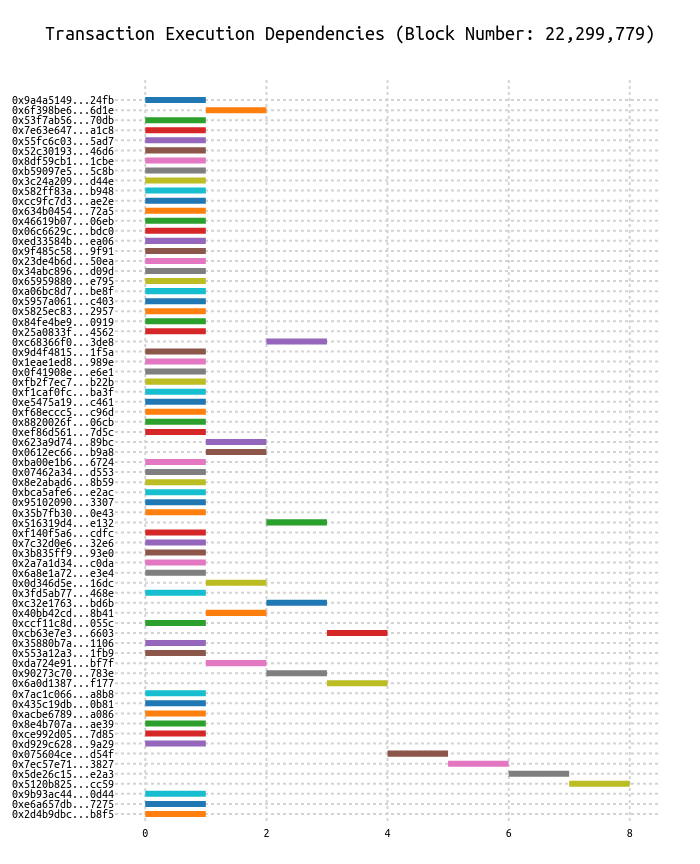 Transaction Execution Dependencies (Block Number: 22,299,779)
0x9a4a5149...24fb
0x6f398be6...6d1e
0x53f7ab56...70db
0x7e63e647...a1c8
0x55fc6c03...5ad7
0x52c30193...46d6
0x8df59cb1...1cbe
0xb59097e5...5c8b
0x3c24a209...d44e
0x582ff83a...b948
0xcc9fc7d3...ae2e
0x634b0454...72a5
0x46619b07...06eb
0x06c6629c...bdc0
0xed33584b...ea06
0x9f485c58...9f91
0x23de4b6d...50ea
0x34abc896...d09d
0x65959880...e795
0xa06bc8d7...be8f
0x5957a061...c403
0x5825ec83...2957
0x84fe4be9...0919
0x25a0833f...4562
0xc68366f0...3de8
0x9d4f4815...1f5a
0x1eae1ed8...989e
0x0f41908e...e6e1
0xfb2f7ec7...b22b
0xf1caf0fc...ba3f
0xe5475a19...c461
0xf68eccc5...c96d
0x8820026f...06cb
0xef86d561...7d5c
0x623a9d74...89bc
0x0612ec66...b9a8
0xba00e1b6...6724
0x07462a34...d553
0x8e2abad6...8b59
0xbca5afe6...e2ac
0x95102090...3307
0x35b7fb30...0e43
0x516319d4...e132
0xf140f5a6...cdfc
0x7c32d0e6...32e6
0x3b835ff9...93e0
0x2a7a1d34...c0da
0x6a8e1a72...e3e4
0x0d346d5e...16dc
0x3fd5ab77...468e
0xc32e1763...bd6b
0x40bb42cd...8b41
0xccf11c8d...055c
0xcb63e7e3...6603
0x35880b7a...1106
0x553a12a3...1fb9
0xda724e91...bf7f
0x90273c70...783e
0x6a0d1387...f177
0x7ac1c066...a8b8
0x435c19db...0b81
0xacbe6789...a086
0x8e4b707a...ae39
0xce992d05...7d85
0xd929c628...9a29
0x075604ce...d54f
0x7ec57e71...3827
0x5de26c15...e2a3
0x5120b825...cc59
0x9b93ac44...0d44
0xe6a657db...7275
0x2d4b9dbc...b8f5
0 2 4 6 8